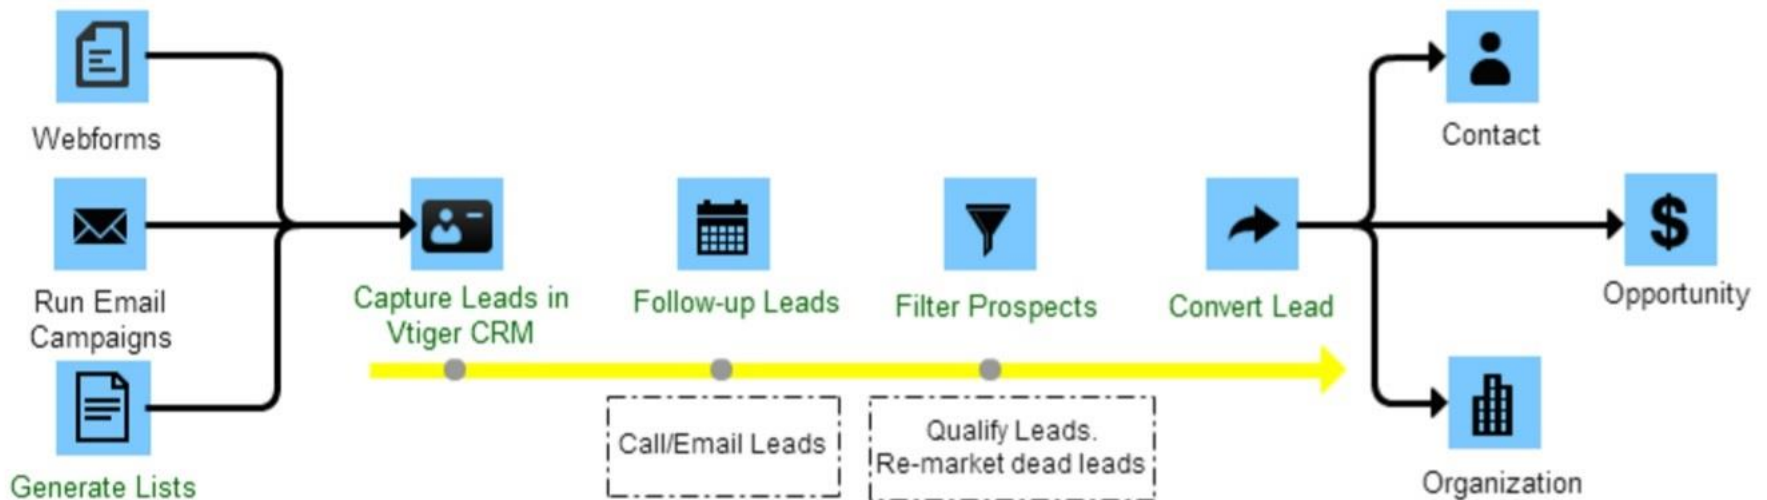 Webforms
Run Email
Campaigns
Generate Lists
Capture Leads in
Vtiger CRM
Follow-up Leads
Call/Email Leads
Filter Prospects
Qualify Leads.
Re-market dead leads
Convert Lead
Contact
$
Opportunity
Organization